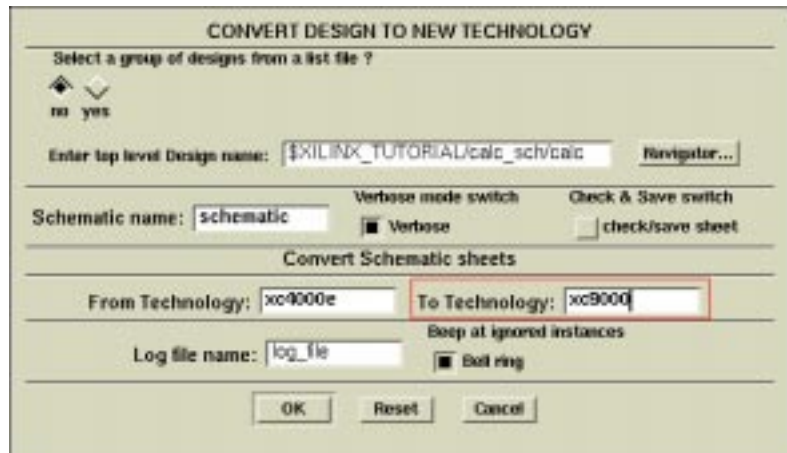 CONVERT DESIGN TO NEW TECHNOLOGY
Select a group of designs from a list file ?
no yes
Enter top level Design name: $XILINX_TUTORIAL/calc_sch/calc Navigator...
Verbose mode switch Check & Save switch
Schematic name: schematic Verbose check/save sheet
Convert Schematic sheets
From Technology: xc4000e To Technology: xc9000
Beep at ignored instances
Log file name: log_file Bell ring
OK Reset Cancel